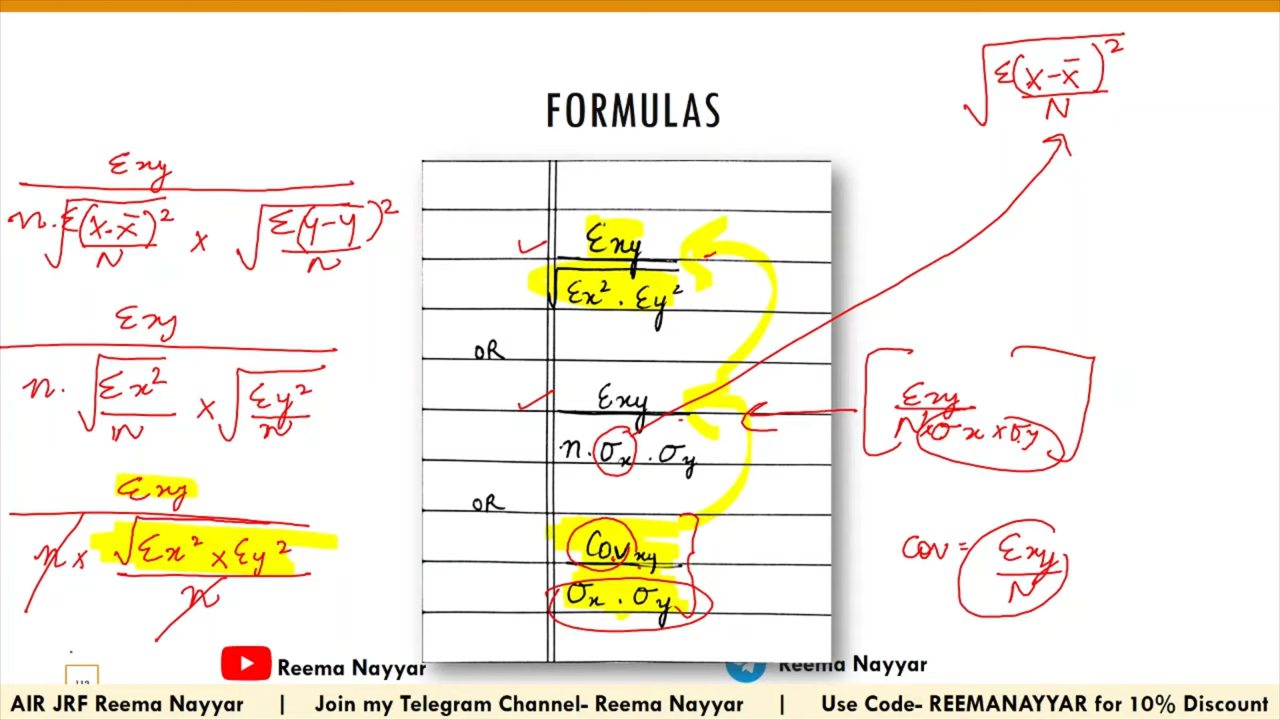 FORMULAS
√Σ(x-x̄)²/N
Σxy
n.√Σ(x-x̄)²/N × √Σ(y-y)²/N
Σxy
n.√Σx²/n × √Σy²/n
Σxy
n × √Σx² × Σy²/n
Σxy
√Σx² . Σy²
OR
Σxy
n . σx . σy
OR
Covxy
σx . σy
Σxy
N × σx × σy
COV = Σxy/N
Reema Nayyar
Reema Nayyar
AIR JRF Reema Nayyar | Join my Telegram Channel- Reema Nayyar | Use Code- REEMANAYYAR for 10% Discount